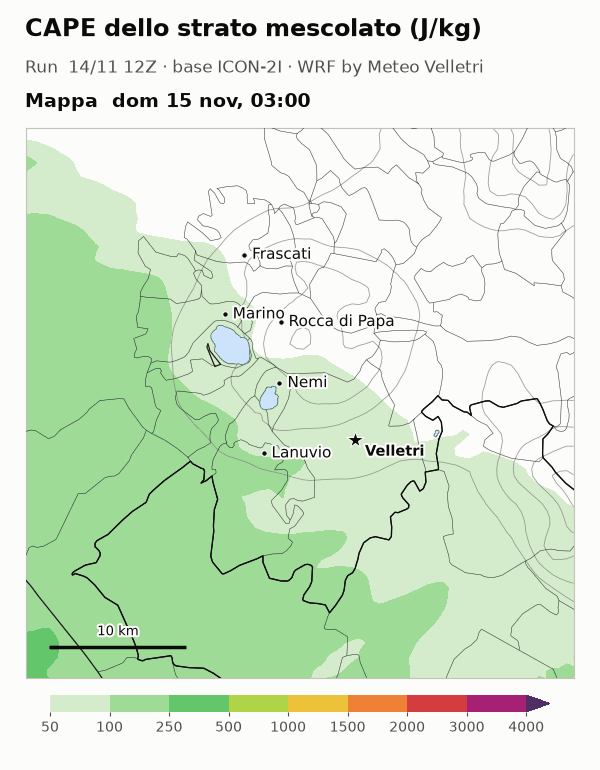 CAPE dello strato mescolato (J/kg)
Run  14/11 12Z · base ICON-2I · WRF by Meteo Velletri
Mappa  dom 15 nov, 03:00
Frascati
Marino
Rocca di Papa
Nemi
Velletri
Lanuvio
10 km
50 100 250 500 1000 1500 2000 3000 4000